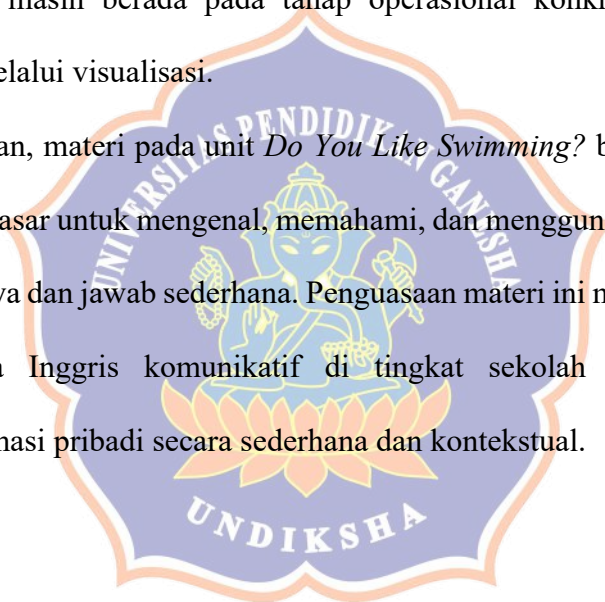 masih berada pada tahap operasional
elalui visualisasi.
an, materi pada unit Do You Like Swimming? b
asar untuk mengenal, memahami, dan menggun
ya dan jawab sederhana. Penguasaan materi ini m
a Inggris komunikatif di tingkat sekolah
nasi pribadi secara sederhana dan kontekstual.
UNIVERSITAS PENDIDIKAN GANESHA
UNDIKSHA